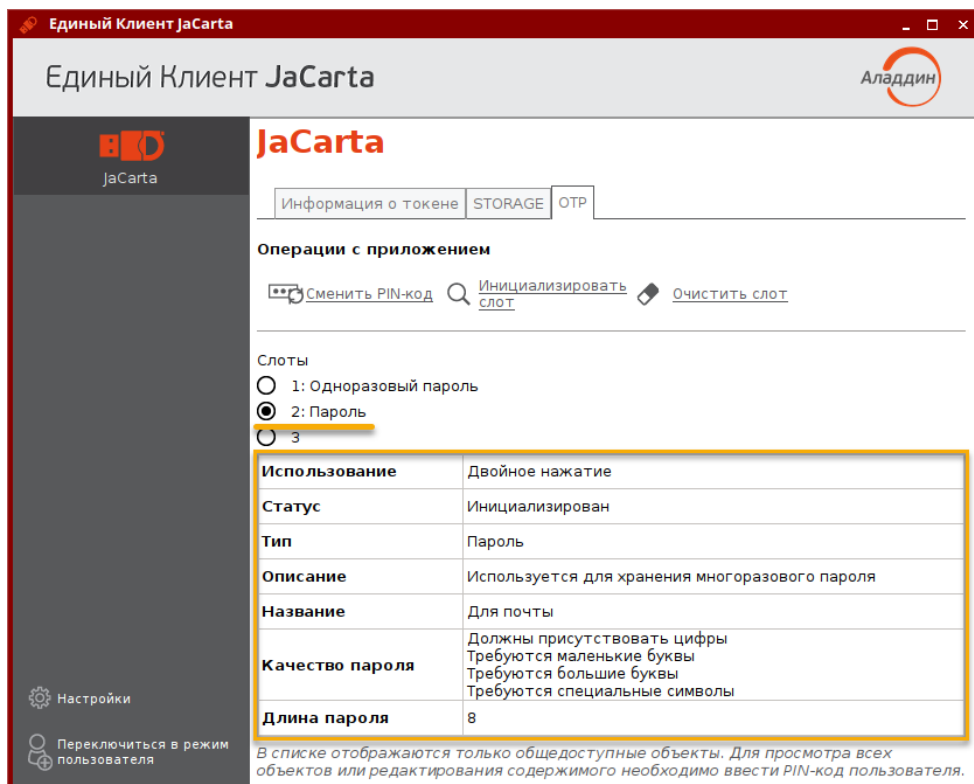 Единый Клиент JaCarta
Единый Клиент JaCarta
Аладдин
JaCarta
JaCarta
Информация о токене STORAGE OTP
Операции с приложением
Сменить PIN-код Инициализировать слот Очистить слот
Слоты
1: Одноразовый пароль
2: Пароль
3
Использование Двойное нажатие
Статус Инициализирован
Тип Пароль
Описание Используется для хранения многоразового пароля
Название Для почты
Качество пароля Должны присутствовать цифры
Требуются маленькие буквы
Требуются большие буквы
Требуются специальные символы
Длина пароля 8
В списке отображаются только общедоступные объекты. Для просмотра всех
объектов или редактирования содержимого необходимо ввести PIN-код пользователя.
Настройки
Переключиться в режим
пользователя